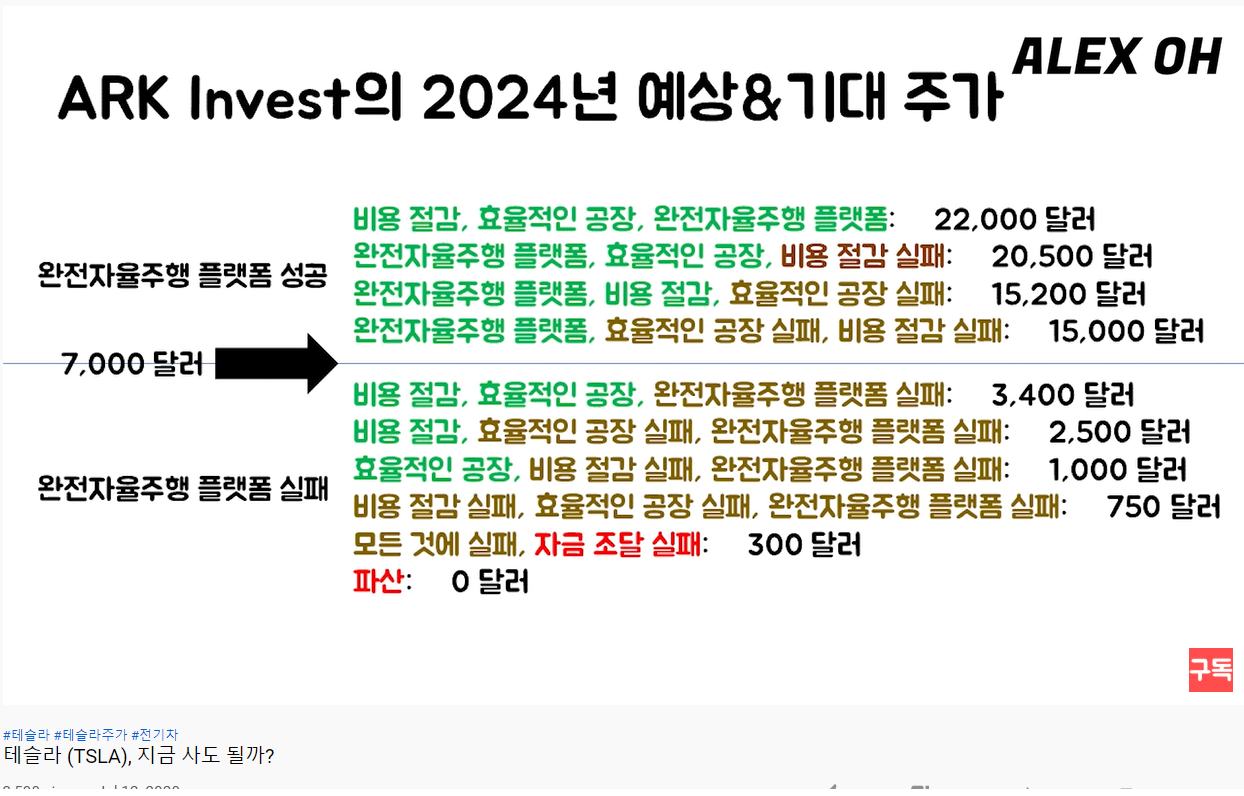 ALEX OH
ARK Invest의 2024년 예상&기대 주가
비용 절감, 효율적인 공장, 완전자율주행 플랫폼: 22,000 달러
완전자율주행 플랫폼, 효율적인 공장, 비용 절감 실패: 20,500 달러
완전자율주행 플랫폼 성공
완전자율주행 플랫폼, 비용 절감, 효율적인 공장 실패: 15,200 달러
완전자율주행 플랫폼, 효율적인 공장 실패, 비용 절감 실패: 15,000 달러
7,000 달러
비용 절감, 효율적인 공장, 완전자율주행 플랫폼 실패: 3,400 달러
비용 절감, 효율적인 공장 실패, 완전자율주행 플랫폼 실패: 2,500 달러
효율적인 공장, 비용 절감 실패, 완전자율주행 플랫폼 실패: 1,000 달러
완전자율주행 플랫폼 실패
비용 절감 실패, 효율적인 공장 실패, 완전자율주행 플랫폼 실패: 750 달러
모든 것에 실패, 자금 조달 실패: 300 달러
파산: 0 달러
구독
#테슬라 #테슬라주가 #전기차
테슬라 (TSLA), 지금 사도 될까?